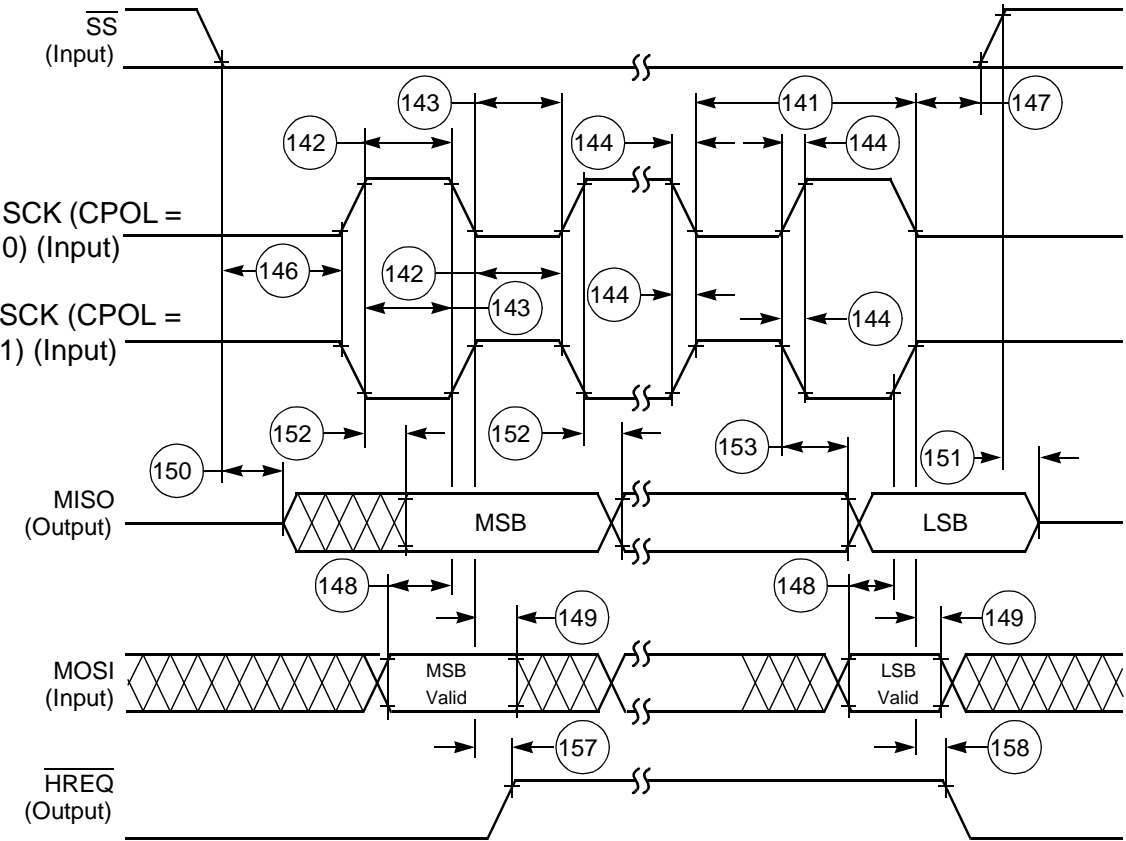 SS
(Input)
143
141
147
142
144
144
SCK (CPOL =
0) (Input)
146
142
144
143
144
SCK (CPOL =
1) (Input)
152
152
153
151
150
MISO
(Output)
MSB
LSB
148
148
149
149
MOSI
(Input)
MSB
Valid
LSB
Valid
157
158
HREQ
(Output)